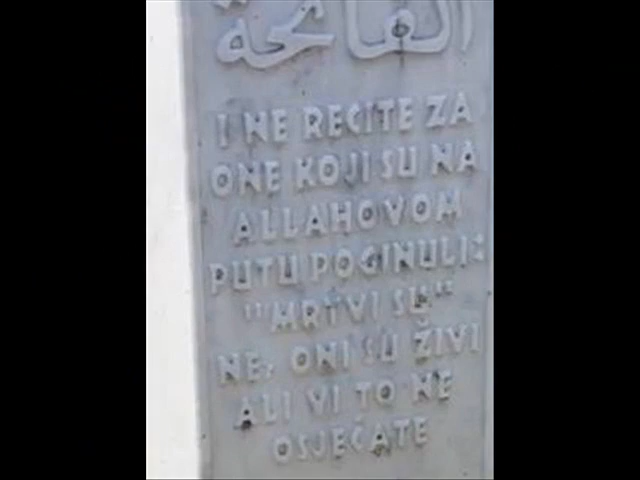 الفاتحة
I NE RECITE ZA
ONE KOJI SU NA
ALLAHOVOM
PUTU POGINULI:
"MRTVI SU"
NE, ONI SU ŽIVI
ALI VI TO NE
OSJEČATE